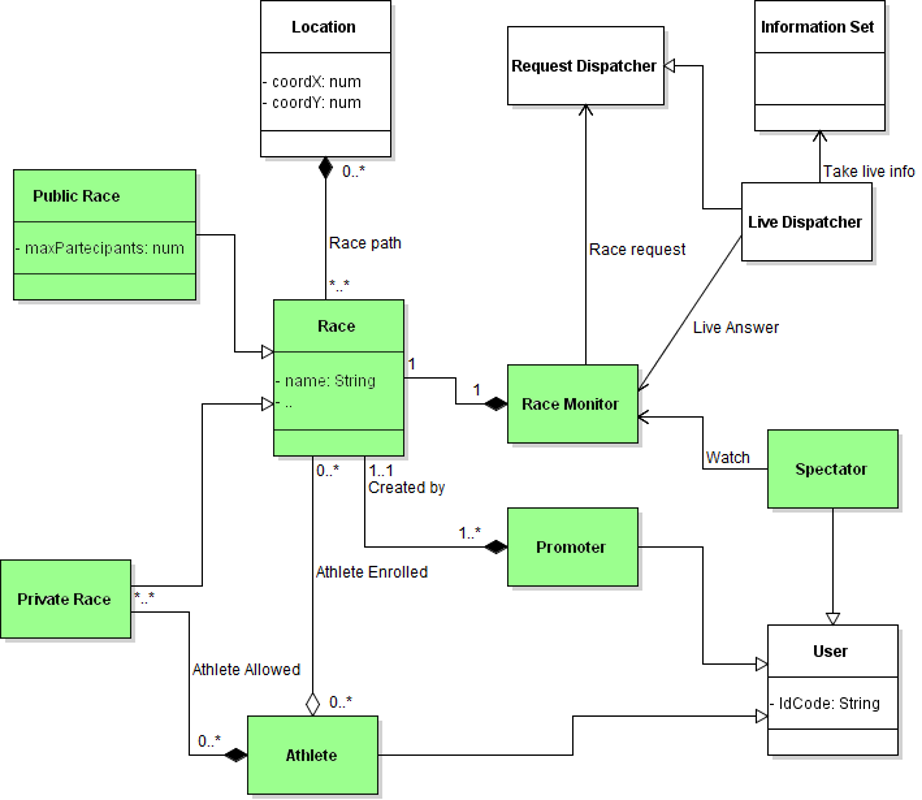 Location
- coordX: num
- coordY: num
0..*
Race path
*..*
Request Dispatcher
Information Set
Take live info
Live Dispatcher
Race request
Live Answer
Public Race
- maxPartecipants: num
Race
- name: String
- ..
1
1
Race Monitor
Watch
Spectator
0..*
1..1
Created by
1..*
Promoter
Athlete Enrolled
Private Race
*..*
Athlete Allowed
0..*
0..*
Athlete
User
- IdCode: String